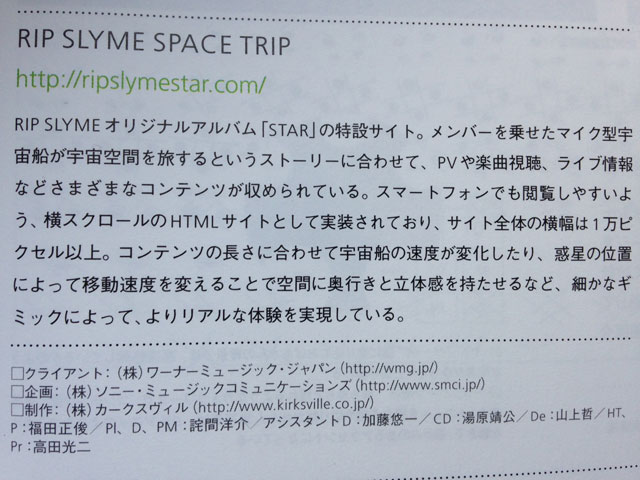 RIP SLYME SPACE TRIP
http://ripslymestar.com/
RIP SLYME オリジナルアルバム「STAR」の特設サイト。メンバーを乗せたマイク型宇
宙船が宇宙空間を旅するというストーリーに合わせて、PVや楽曲視聴、ライブ情報
などさまざまなコンテンツが収められている。スマートフォンでも閲覧しやすいよ
う、横スクロールのHTMLサイトとして実装されており、サイト全体の横幅は1万ピ
クセル以上。コンテンツの長さに合わせて宇宙船の速度が変化したり、惑星の位置
によって移動速度を変えることで空間に奥行きと立体感を持たせるなど、細かなギ
ミックによって、よりリアルな体験を実現している。
□クライアント：（株）ワーナーミュージック・ジャパン（http://wmg.jp/）
□企画：（株）ソニー・ミュージックコミュニケーションズ（http://www.smci.jp/）
□制作：（株）カークスヴィル（http://www.kirksville.co.jp/）
P：福田正俊／Pl、D、PM：詫間洋介／アシスタントD：加藤悠一／CD：湯原靖公／De：山上哲／HT、
Pr：高田光二